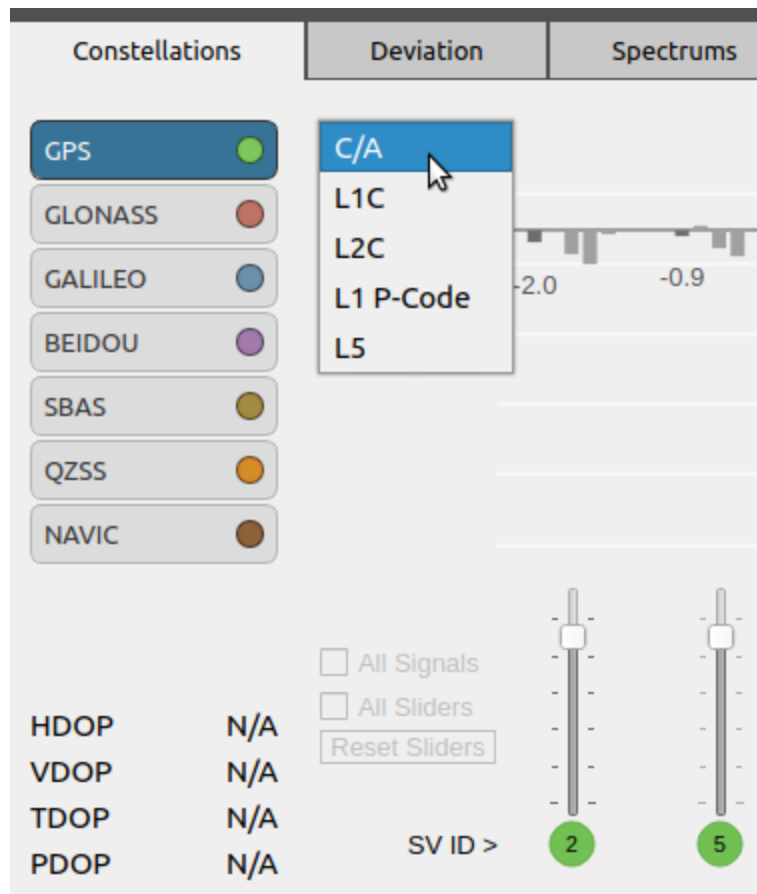 Constellations Deviation Spectrums
GPS
GLONASS
GALILEO
BEIDOU
SBAS
QZSS
NAVIC
C/A
L1C
L2C
L1 P-Code
L5
-2.0 -0.9
All Signals
All Sliders
Reset Sliders
HDOP N/A
VDOP N/A
TDOP N/A
PDOP N/A
SV ID > 2 5